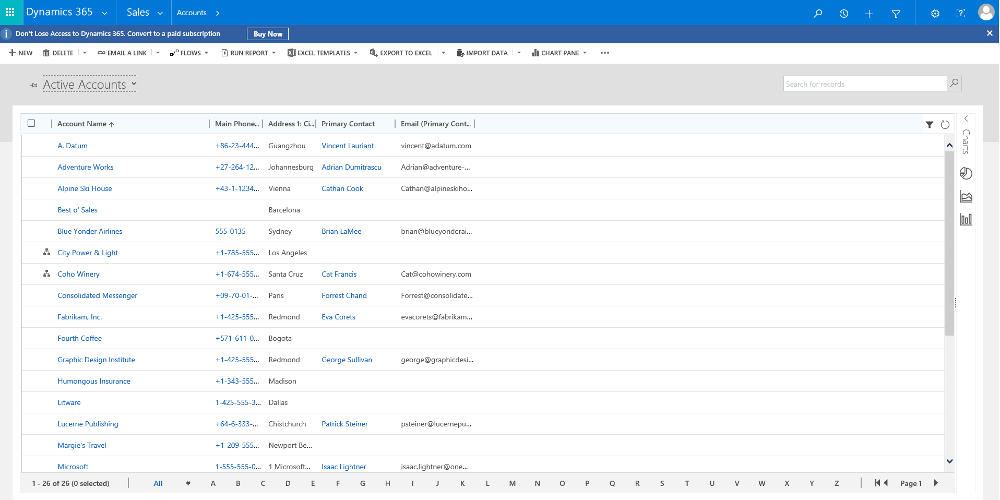 Dynamics 365 Sales Accounts
Don't Lose Access to Dynamics 365. Convert to a paid subscription Buy Now
NEW DELETE EMAIL A LINK FLOWS RUN REPORT EXCEL TEMPLATES EXPORT TO EXCEL IMPORT DATA CHART PANE
Active Accounts
Search for records
Account Name Main Phone... Address 1: Ci... Primary Contact Email (Primary Cont...
Charts
A. Datum +86-23-444... Guangzhou Vincent Lauriant vincent@adatum.com
Adventure Works +27-264-12... Johannesburg Adrian Dumitrascu Adrian@adventure-...
Alpine Ski House +43-1-1234... Vienna Cathan Cook Cathan@alpineskiho...
Best o' Sales Barcelona
Blue Yonder Airlines 555-0135 Sydney Brian LaMee brian@blueyonderai...
City Power & Light +1-785-555... Los Angeles
Coho Winery +1-674-555... Santa Cruz Cat Francis Cat@cohowinery.com
Consolidated Messenger +09-70-01-... Paris Forrest Chand Forrest@consolidate...
Fabrikam, Inc. +1-425-555... Redmond Eva Corets evacorets@fabrikam...
Fourth Coffee +571-611-0... Bogota
Graphic Design Institute +1-425-555... Redmond George Sullivan george@graphicdesi...
Humongous Insurance +1-343-555... Madison
Litware 1-425-555-3... Dallas
Lucerne Publishing +64-6-333-... Chistchurch Patrick Steiner psteiner@lucernepu...
Margie's Travel +1-209-555... Newport Be...
Microsoft 1-555-555-0... 1 Microsoft... Isaac Lightner isaac.lightner@one...
1 - 26 of 26 (0 selected) All # A B C D E F G H I J K L M N O P Q R S T U V W X Y Z Page 1